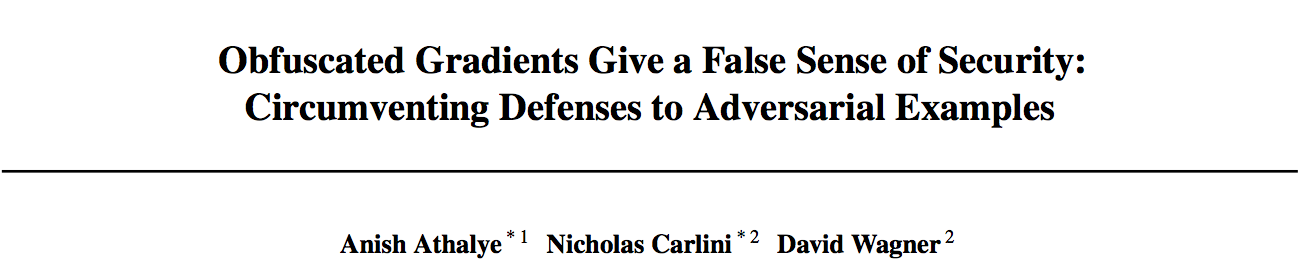 Obfuscated Gradients Give a False Sense of Security:
Circumventing Defenses to Adversarial Examples
Anish Athalye * 1 Nicholas Carlini * 2 David Wagner 2